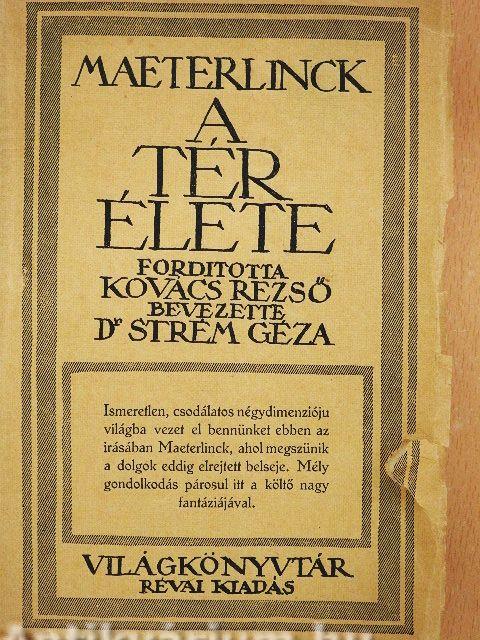 MAETERLINCK
A
TÉR
ÉLETE
FORDITOTTA
KOVÁCS REZSŐ
BEVEZETTE
Dr STRÉM GÉZA
Ismeretlen, csodálatos négydimenzióju
világba vezet el bennünket ebben az
irásában Maeterlinck, ahol megszünik
a dolgok eddig elrejtett belseje. Mély
gondolkodás párosul itt a költő nagy
fantáziájával.
VILÁGKÖNYVTÁR
RÉVAI KIADÁS